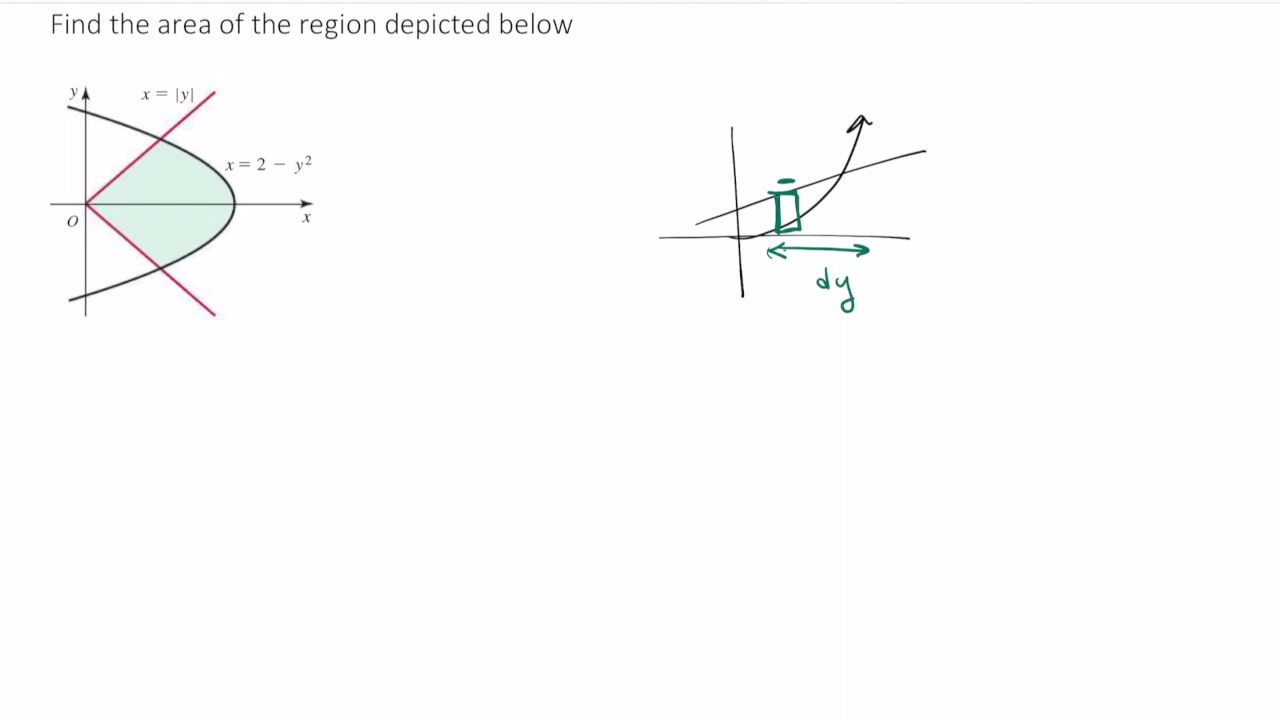 Find the area of the region depicted below
y
x = |y|
x = 2 − y²
O
x
dy